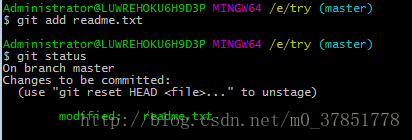 Administrator@LUWREHOKU6H9D3P MINGW64 /e/try (master)
$ git add readme.txt
Administrator@LUWREHOKU6H9D3P MINGW64 /e/try (master)
$ git status
On branch master
Changes to be committed:
  (use "git reset HEAD <file>..." to unstage)
        modified:   readme.txt
http://blog.csdn.net/m0_37851778